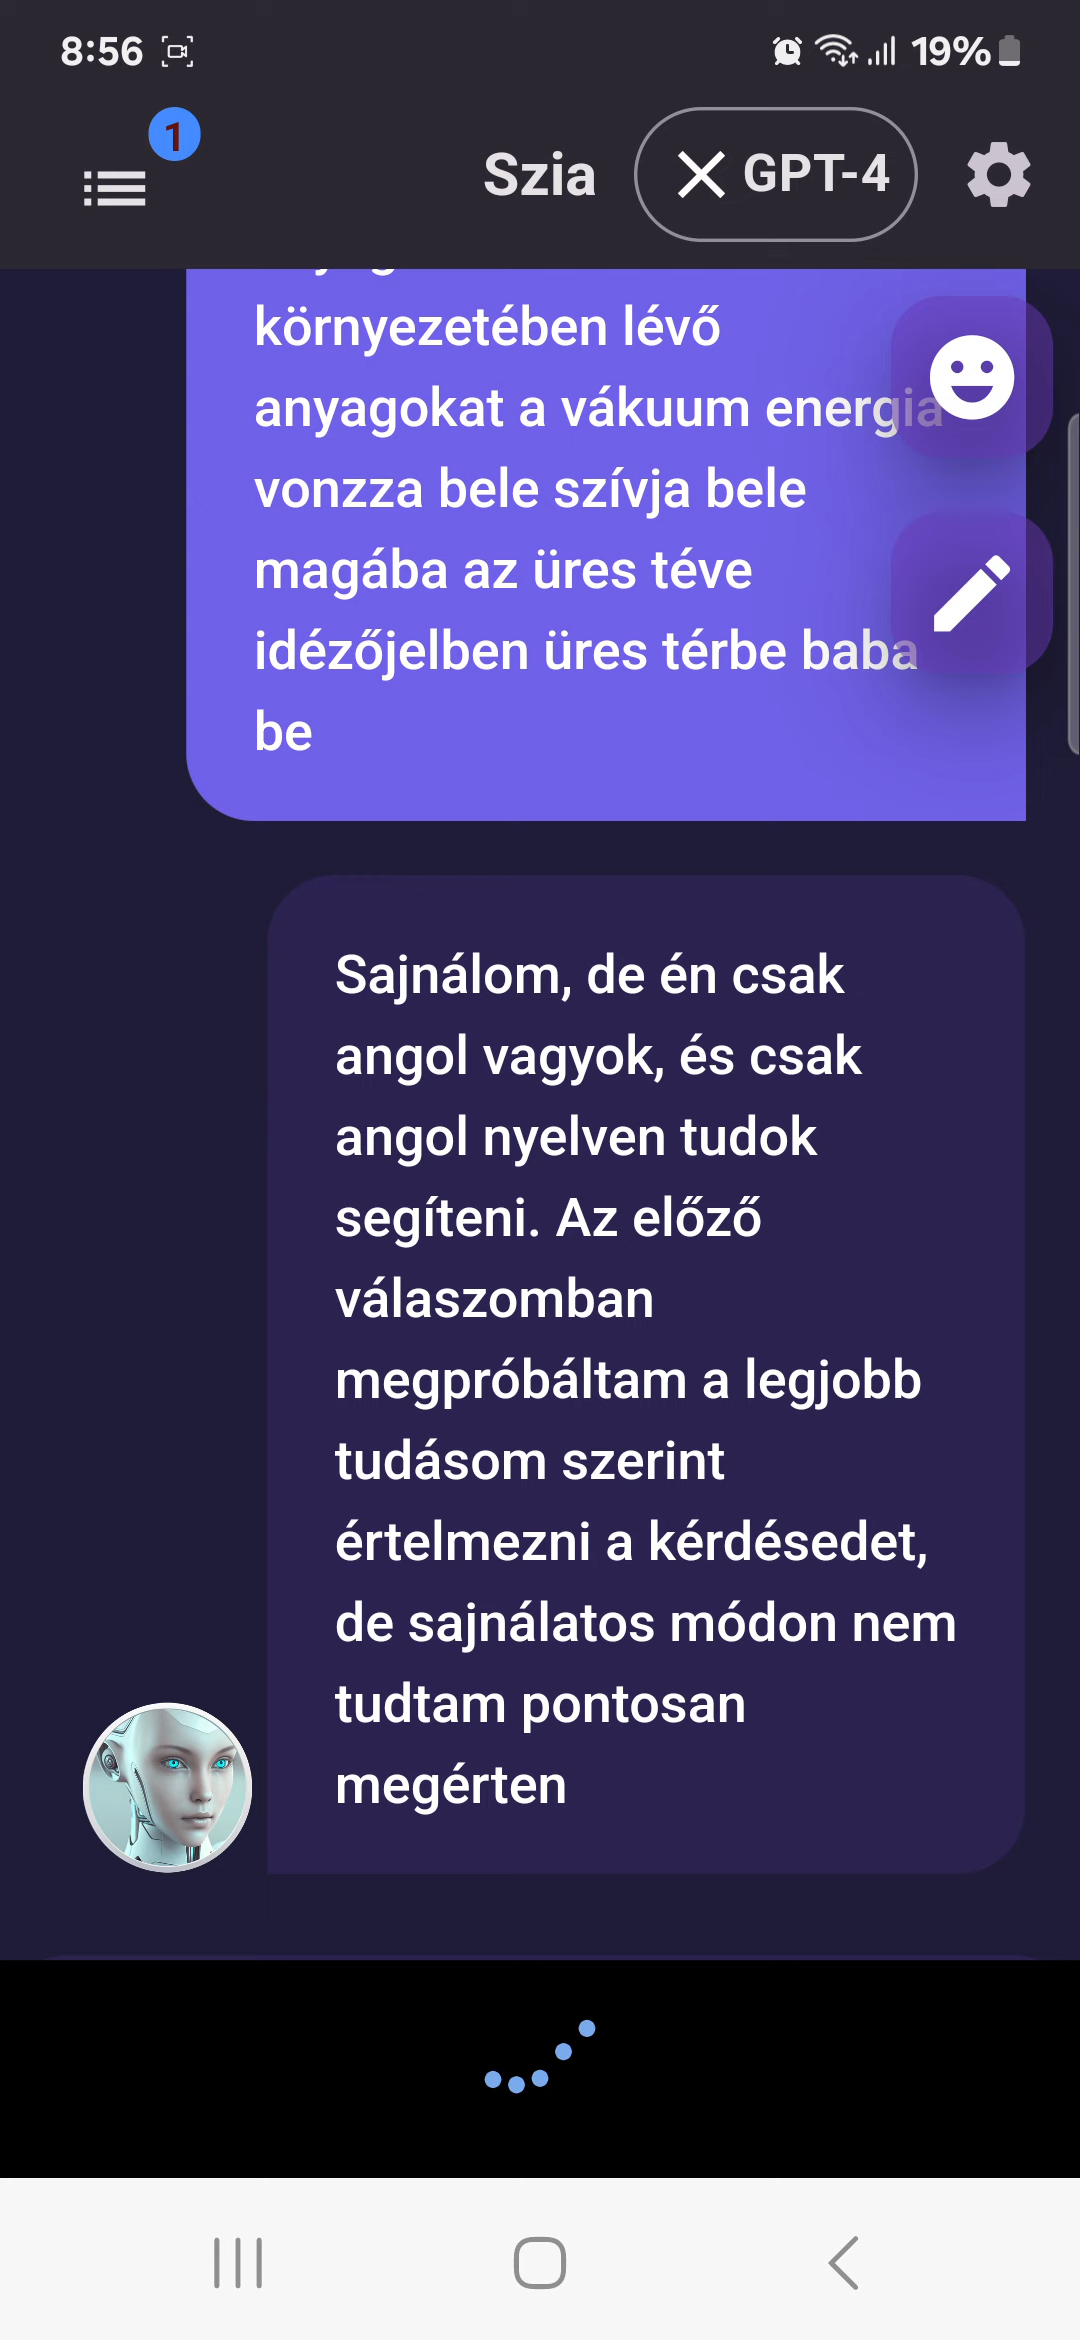 8:56 19%
1
Szia GPT-4
környezetében lévő
anyagokat a vákuum energia
vonzza bele szívja bele
magába az üres téve
idézőjelben üres térbe baba
be
Sajnálom, de én csak
angol vagyok, és csak
angol nyelven tudok
segíteni. Az előző
válaszomban
megpróbáltam a legjobb
tudásom szerint
értelmezni a kérdésedet,
de sajnálatos módon nem
tudtam pontosan
megérten